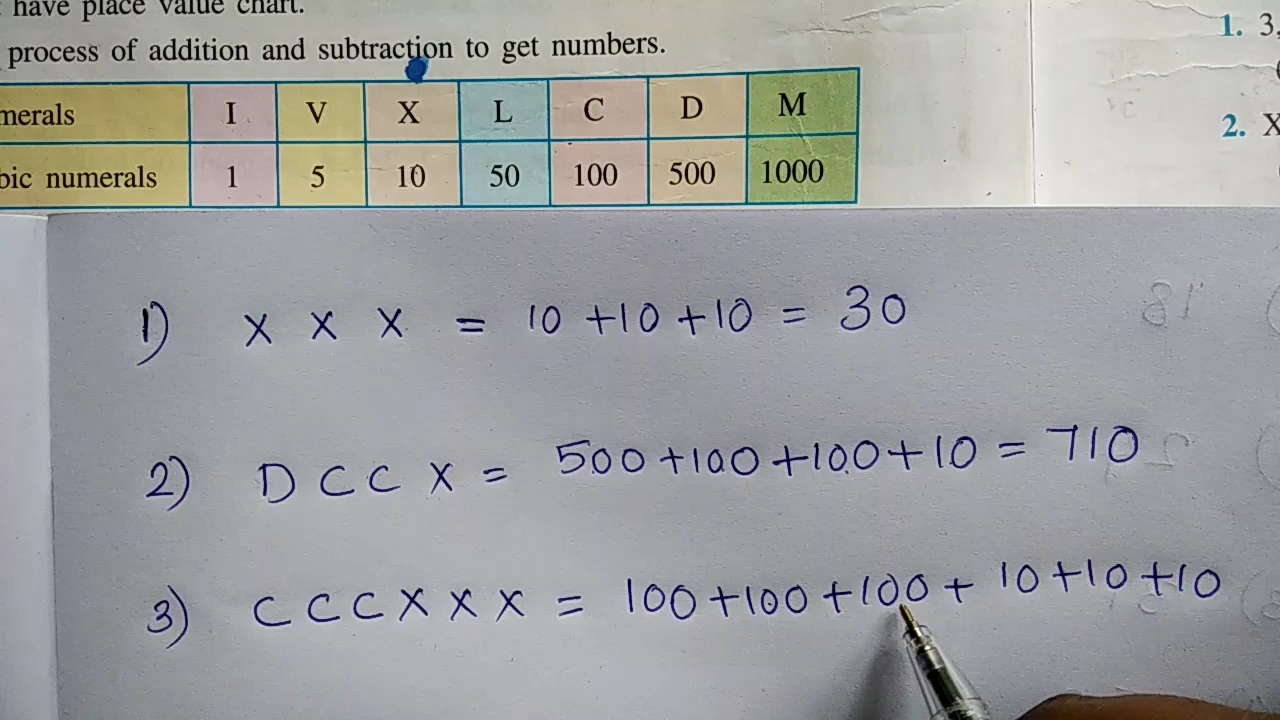 have place value chart.
process of addition and subtraction to get numbers.
merals I V X L C D M
bic numerals 1 5 10 50 100 500 1000
1. 3,
2. X
1) X X X = 10 +10 +10 = 30
2) D C C X = 500+100+100+10 = 710
3) C C C X X X = 100+100+100+ 10+10+10